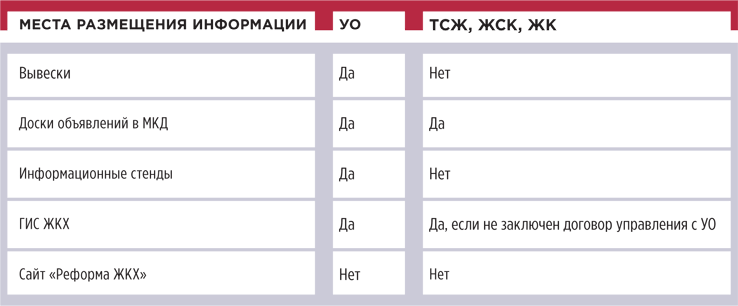 МЕСТА РАЗМЕЩЕНИЯ ИНФОРМАЦИИ УО ТСЖ, ЖСК, ЖК
Вывески Да Нет
Доски объявлений в МКД Да Да
Информационные стенды Да Нет
ГИС ЖКХ Да Да, если не заключен договор управления с УО
Сайт «Реформа ЖКХ» Нет Нет